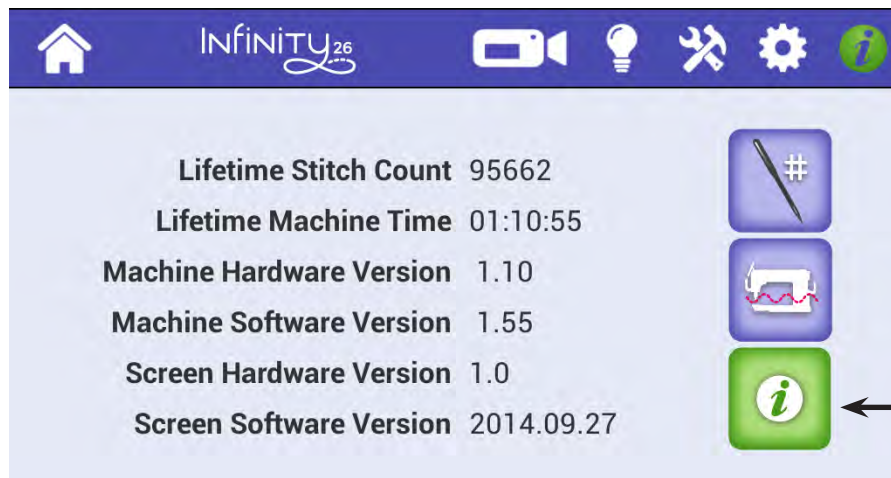 INFINITY 26
i
#
Lifetime Stitch Count 95662
Lifetime Machine Time 01:10:55
Machine Hardware Version 1.10
Machine Software Version 1.55
Screen Hardware Version 1.0
i
Screen Software Version 2014.09.27